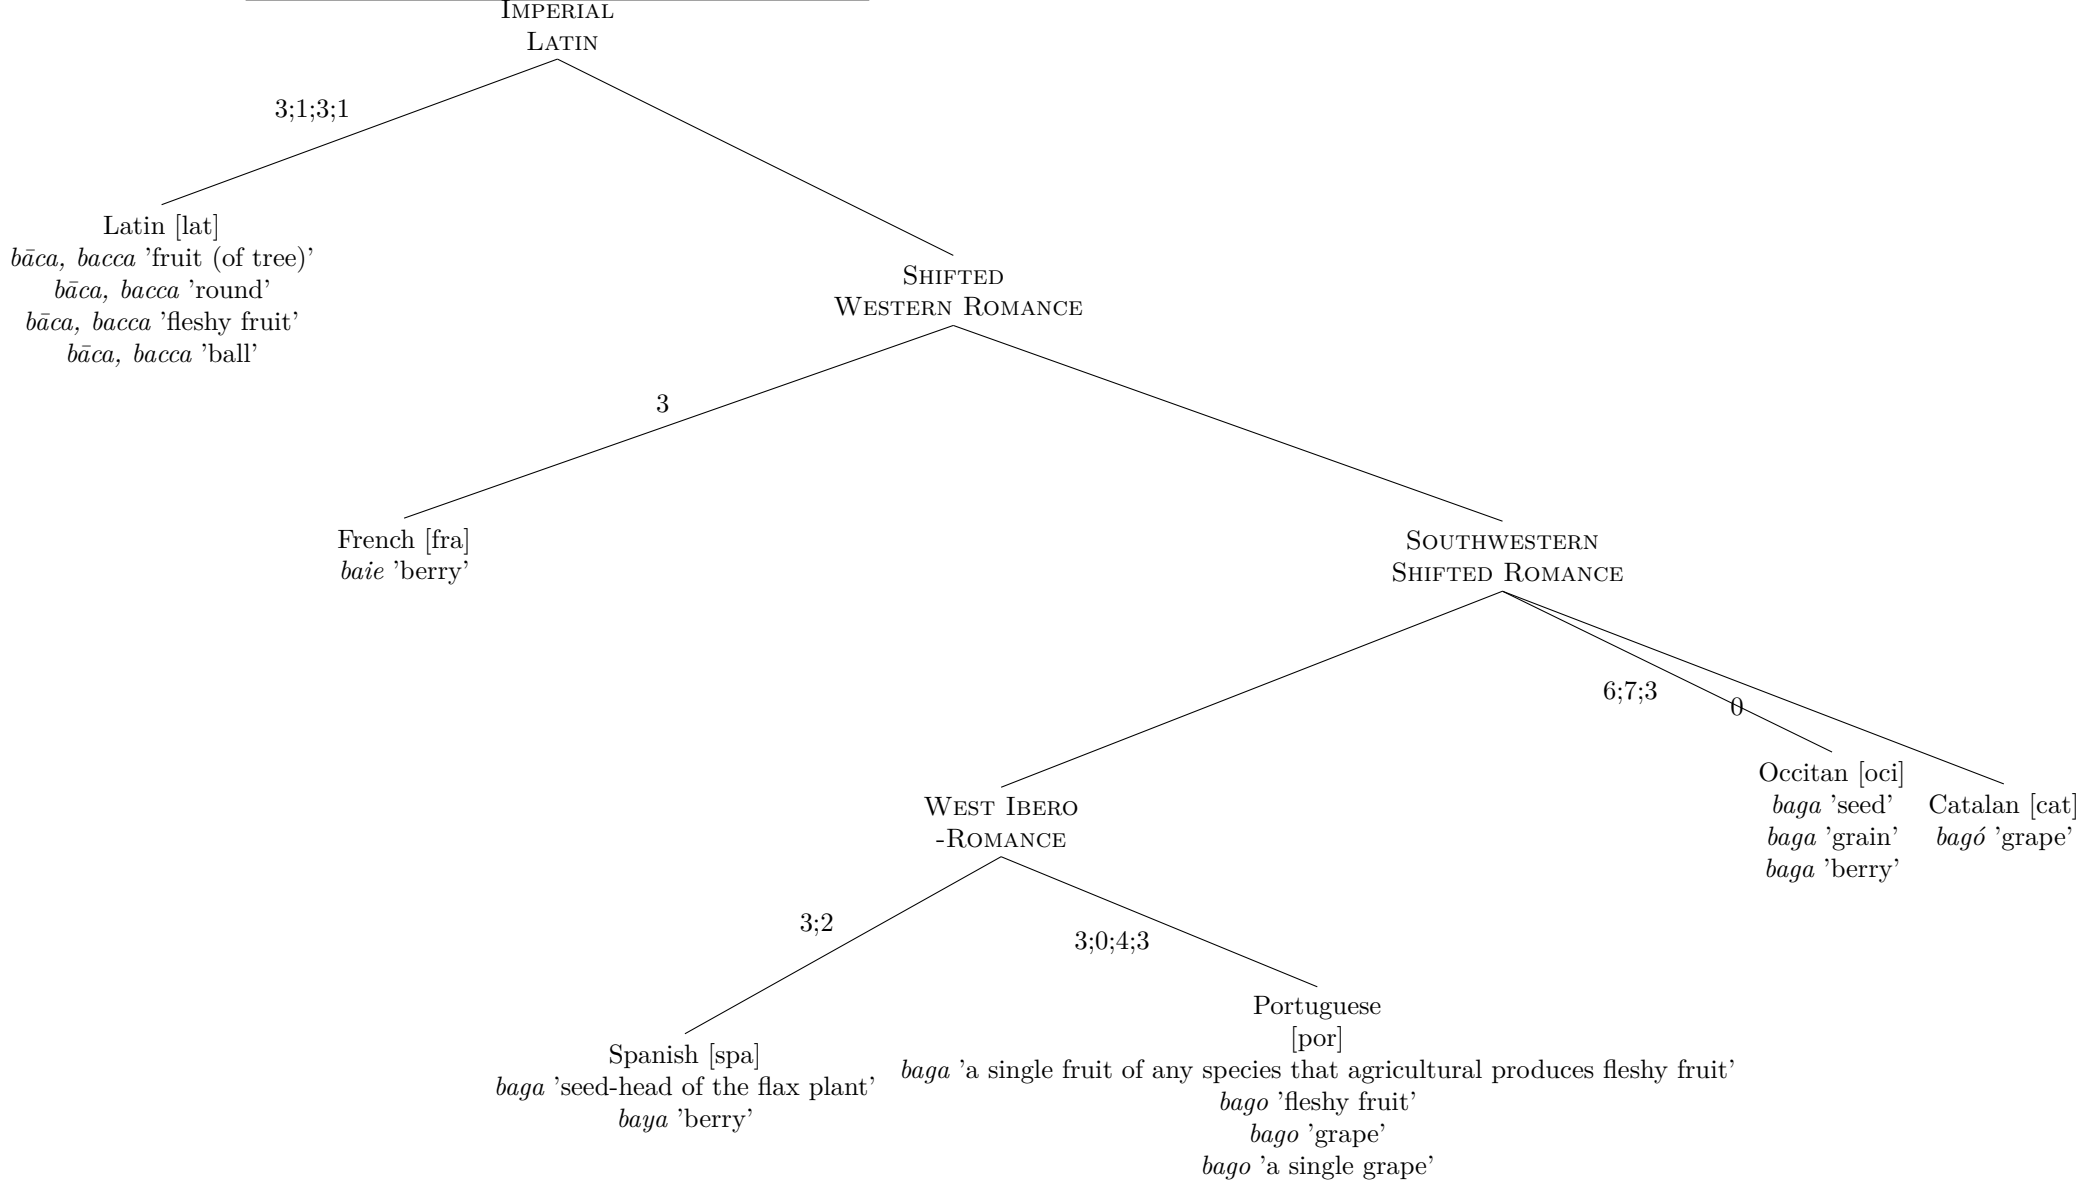 IMPERIAL
LATIN
3;1;3;1
Latin [lat]
bāca, bacca ’fruit (of tree)’
bāca, bacca ’round’
bāca, bacca ’fleshy fruit’
bāca, bacca ’ball’
SHIFTED
WESTERN ROMANCE
3
French [fra]
baie ’berry’
SOUTHWESTERN
SHIFTED ROMANCE
6;7;3
0
Occitan [oci]
baga ’seed’
baga ’grain’
baga ’berry’
Catalan [cat]
bagó ’grape’
WEST IBERO
-ROMANCE
3;2
3;0;4;3
Spanish [spa]
baga ’seed-head of the flax plant’
baya ’berry’
Portuguese
[por]
baga ’a single fruit of any species that agricultural produces fleshy fruit’
bago ’fleshy fruit’
bago ’grape’
bago ’a single grape’